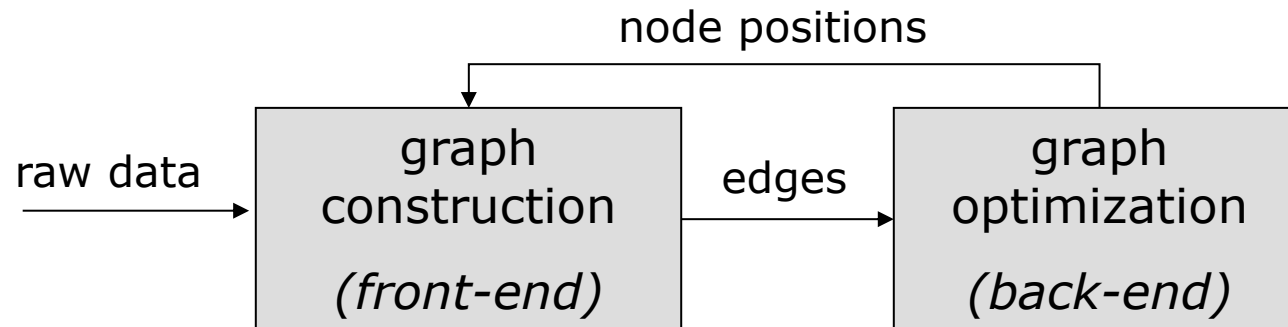 node positions
raw data
graph
construction
(front-end)
edges
graph
optimization
(back-end)